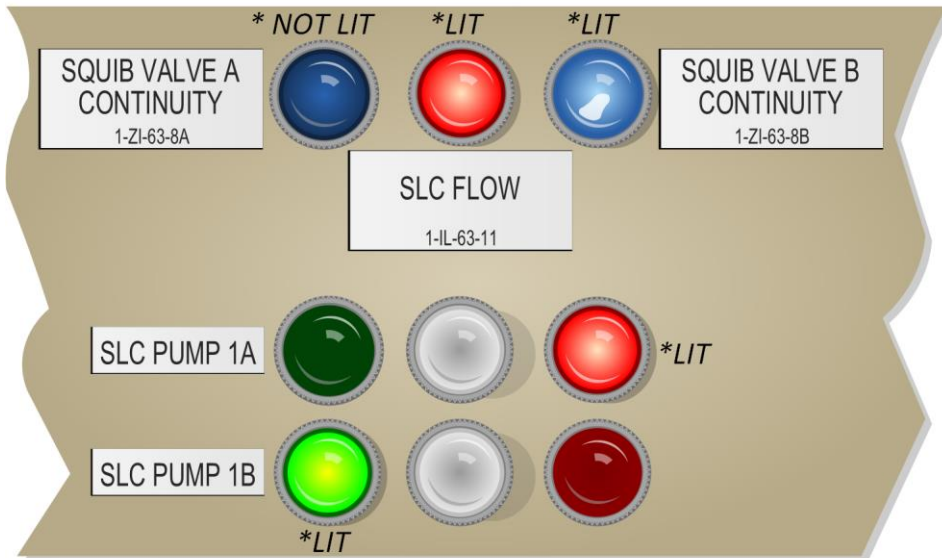 * NOT LIT
*LIT
*LIT
SQUIB VALVE A
CONTINUITY
1-ZI-63-8A
SQUIB VALVE B
CONTINUITY
1-ZI-63-8B
SLC FLOW
1-IL-63-11
SLC PUMP 1A
*LIT
SLC PUMP 1B
*LIT